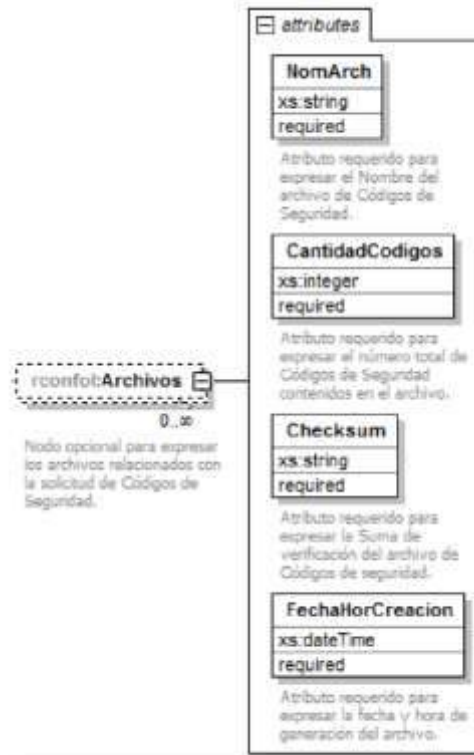 attributes
NomArch
xs:string
required
Atributo requerido para
expresar el Nombre del
archivo de Códigos de
Seguridad.
CantidadCodigos
xs:integer
required
Atributo requerido para
expresar el número total de
Códigos de Seguridad
contenidos en el archivo.
rconfol:Archivos
0..∞
Nodo opcional para expresar
los archivos relacionados con
la solicitud de Códigos de
Seguridad.
Checksum
xs:string
required
Atributo requerido para
expresar la Suma de
verificación del archivo de
Códigos de seguridad.
FechaHorCreacion
xs:dateTime
required
Atributo requerido para
expresar la fecha y hora de
generación del archivo.